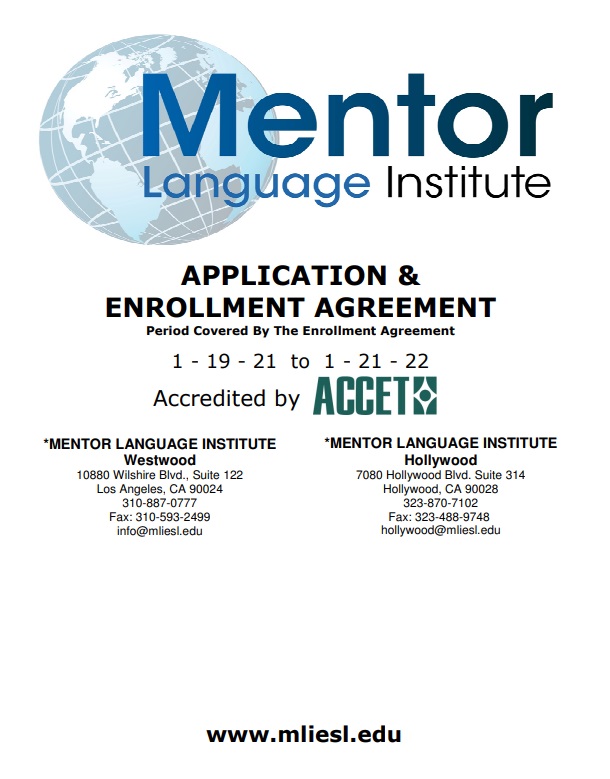 Mentor
Language Institute
APPLICATION &
ENROLLMENT AGREEMENT
Period Covered By The Enrollment Agreement
1 - 19 - 21 to 1 - 21 - 22
Accredited by ACCET
*MENTOR LANGUAGE INSTITUTE
Westwood
10880 Wilshire Blvd., Suite 122
Los Angeles, CA 90024
310-887-0777
Fax: 310-593-2499
info@mliesl.edu
*MENTOR LANGUAGE INSTITUTE
Hollywood
7080 Hollywood Blvd. Suite 314
Hollywood, CA 90028
323-870-7102
Fax: 323-488-9748
hollywood@mliesl.edu
www.mliesl.edu